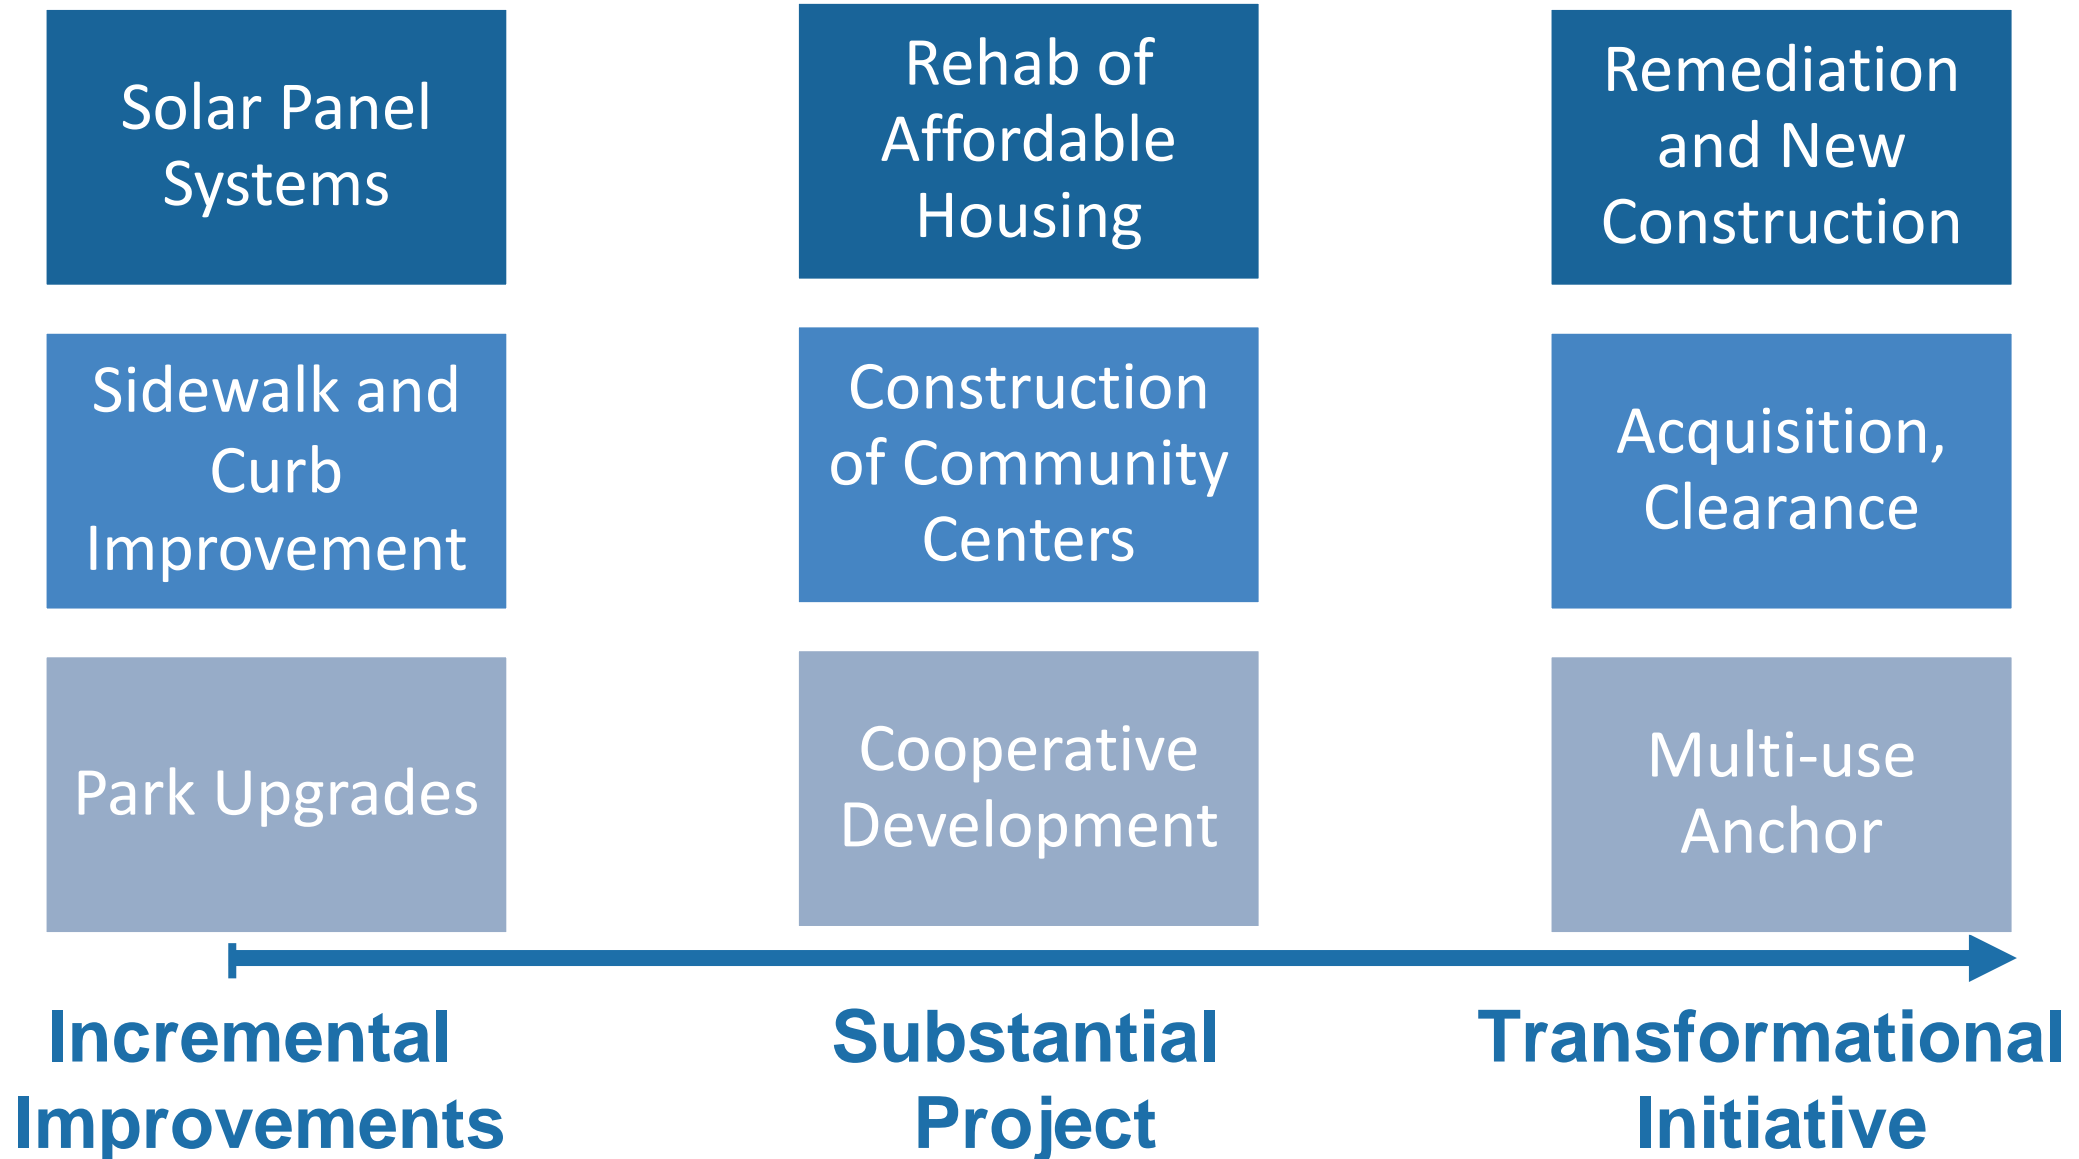 Solar Panel
Systems
Rehab of
Affordable
Housing
Remediation
and New
Construction
Sidewalk and
Curb
Improvement
Construction
of Community
Centers
Acquisition,
Clearance
Park Upgrades
Cooperative
Development
Multi-use
Anchor
Incremental
Improvements
Substantial
Project
Transformational
Initiative